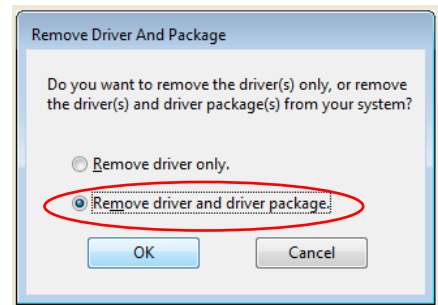 Remove Driver And Package
Do you want to remove the driver(s) only, or remove
the driver(s) and driver package(s) from your system?
Remove driver only.
Remove driver and driver package.
OK
Cancel